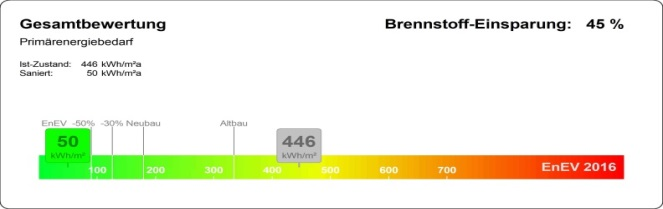 Gesamtbewertung
Brennstoff-Einsparung: 45 %
Primärenergiebedarf
Ist-Zustand: 446 kWh/m²a
Saniert: 50 kWh/m²a
EnEV -50% -30% Neubau Altbau
50 446
kWh/m² kWh/m²
100 200 300 400 500 600 700 EnEV 2016